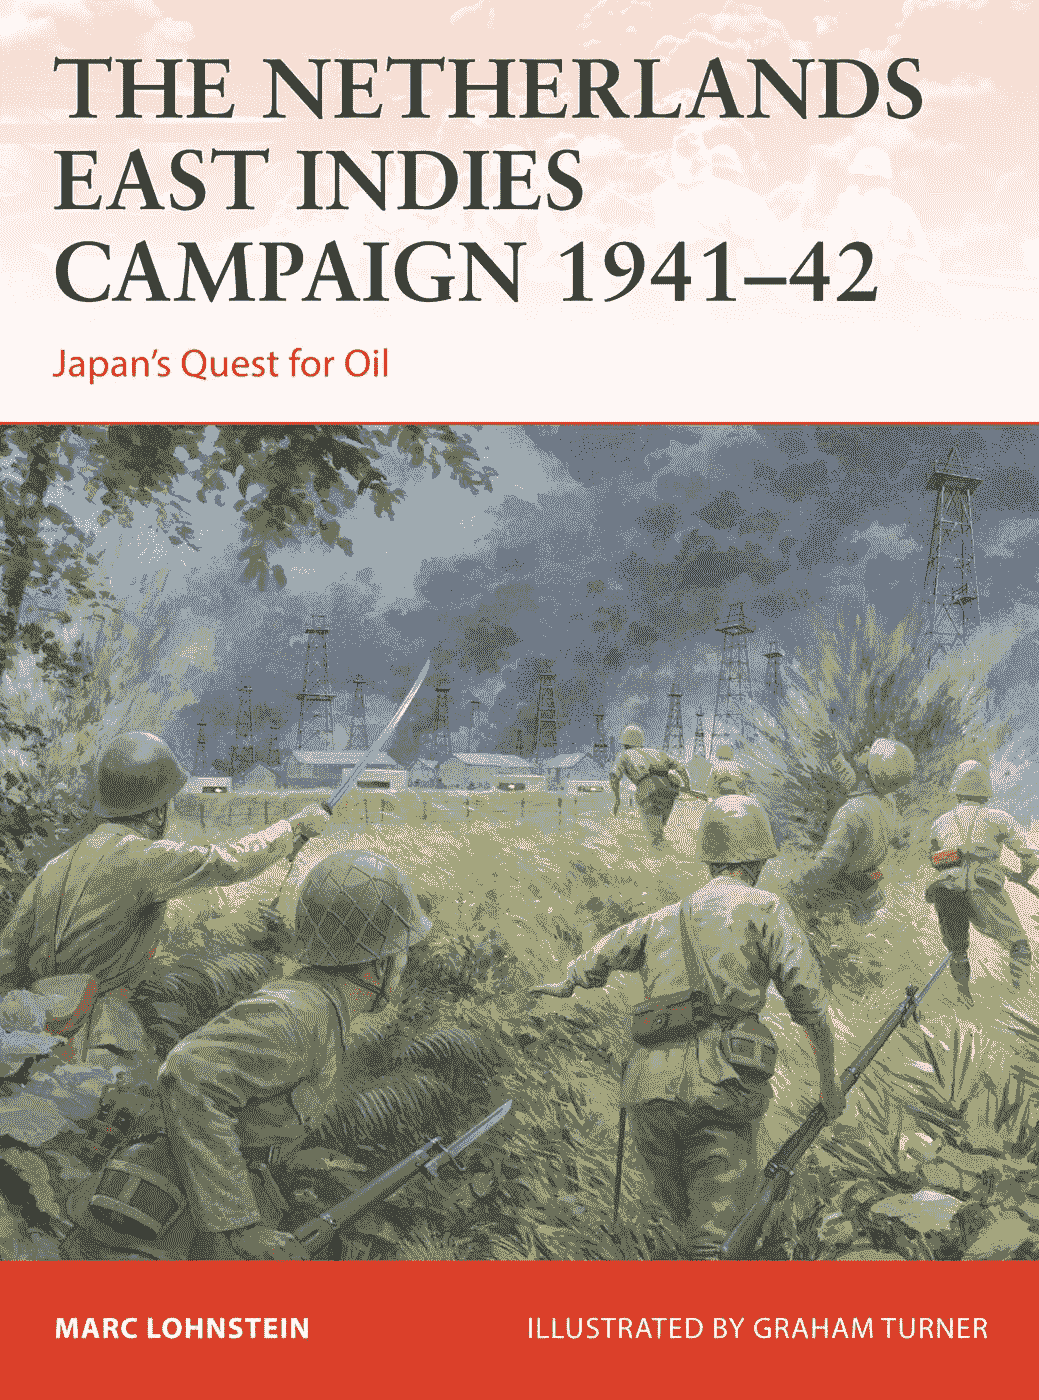 THE NETHERLANDS
EAST INDIES
CAMPAIGN 1941–42
Japan's Quest for Oil
MARC LOHNSTEIN
ILLUSTRATED BY GRAHAM TURNER